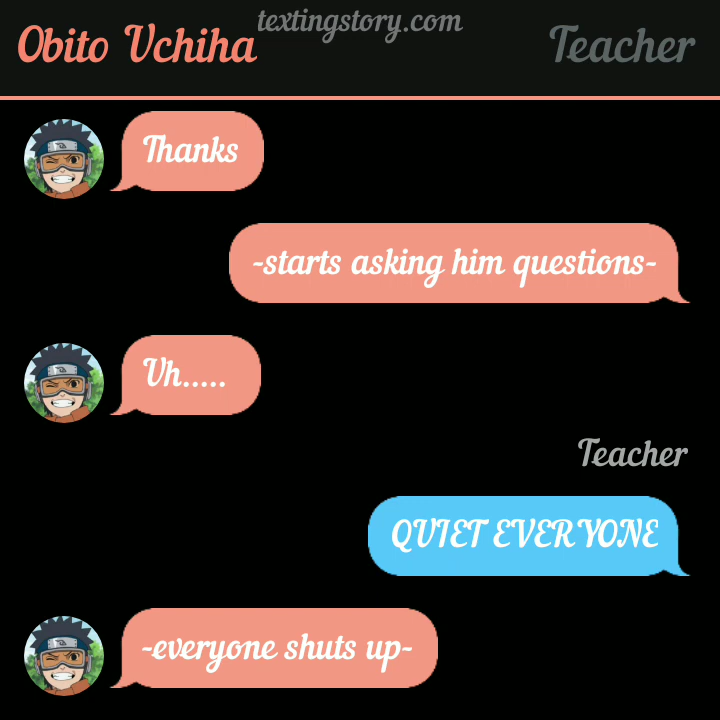 textingstory.com
Obito Uchiha
Teacher
Thanks
-starts asking him questions-
Uh.....
Teacher
QUIET EVERYONE
-everyone shuts up-